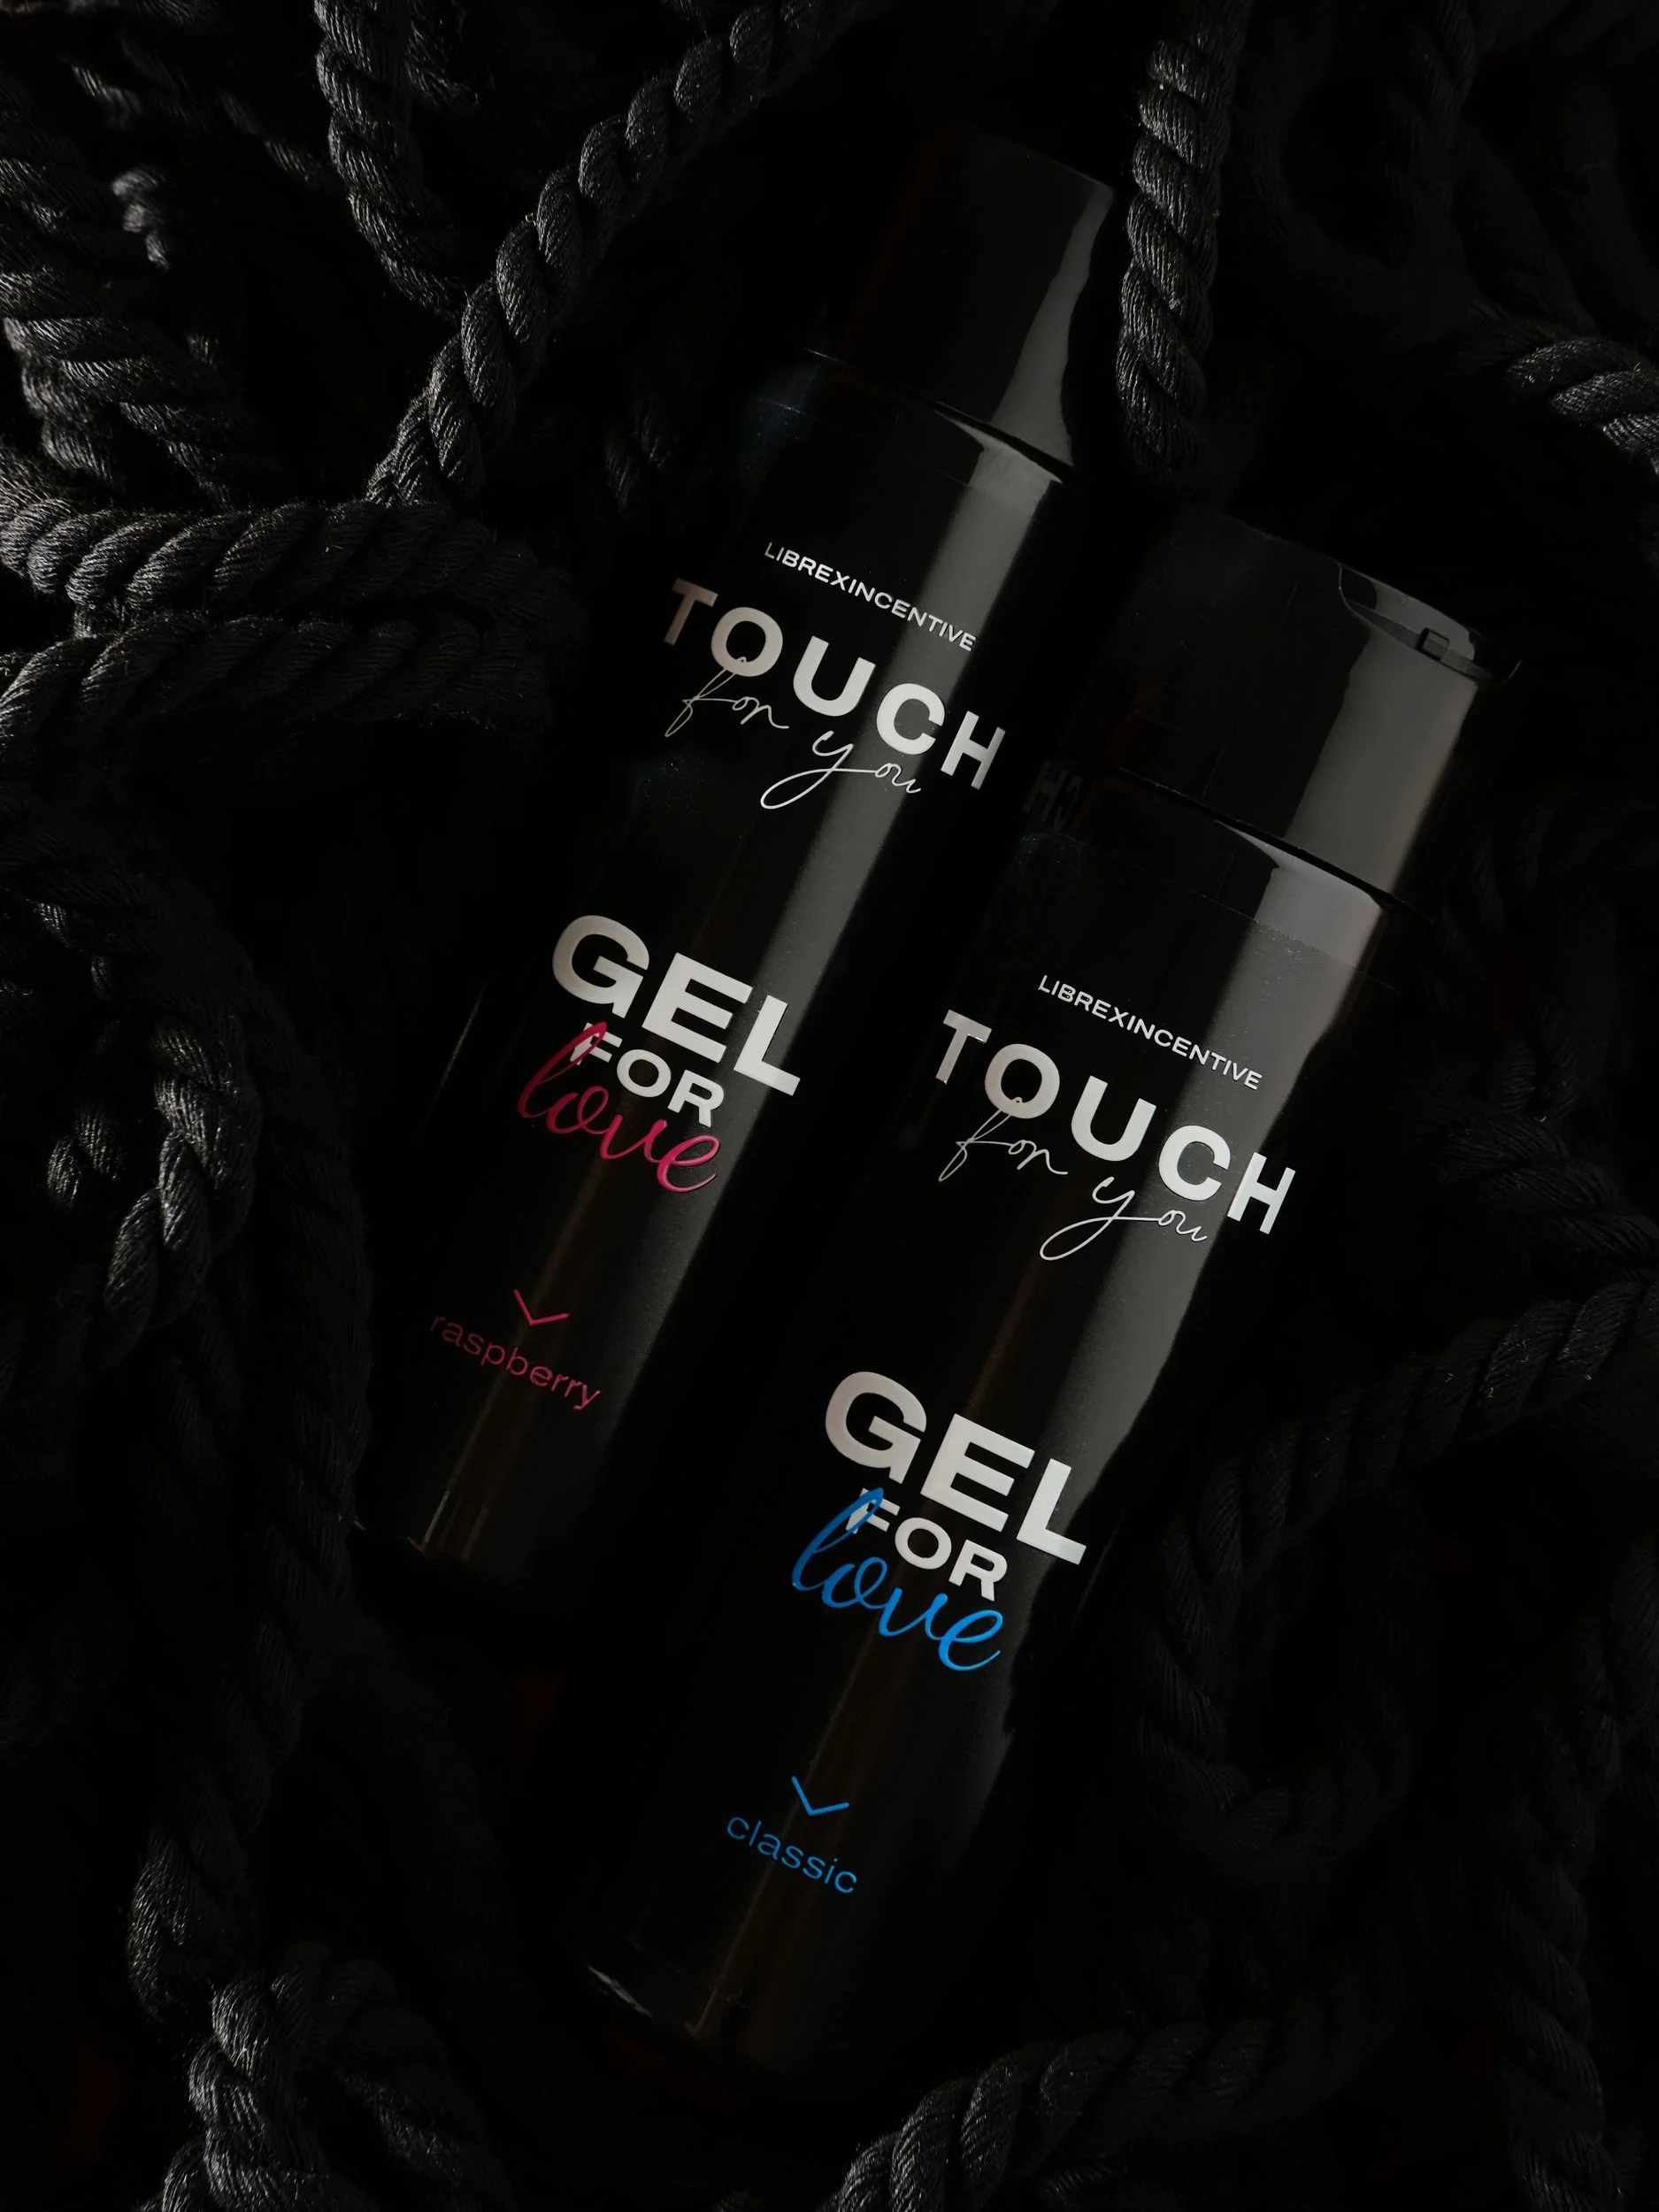 LIBREXINCENTIVE
TOUCH
for you
GEL
FOR
love
raspberry
LIBREXINCENTIVE
TOUCH
for you
GEL
FOR
love
classic